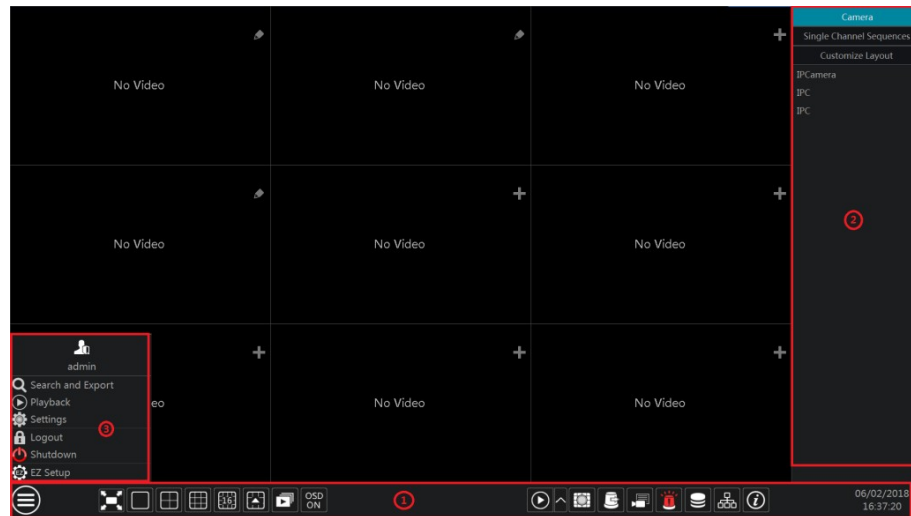 Camera
Single Channel Sequences
Customize Layout
IPCamera
IPC
IPC
No Video
No Video
No Video
No Video
No Video
No Video
eo
No Video
No Video
2
admin
Search and Export
Playback
Settings
3
Logout
Shutdown
EZ EZ Setup
16
OSD
ON
1
i
06/02/2018
16:37:20